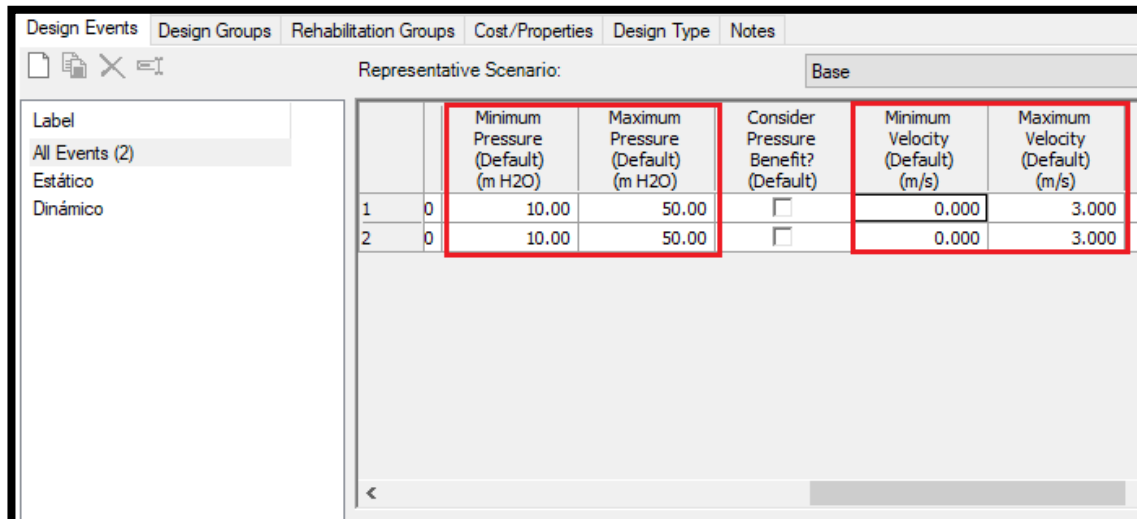 Design Events Design Groups Rehabilitation Groups Cost/Properties Design Type Notes
Representative Scenario: Base
Label
All Events (2)
Estático
Dinámico
Minimum Pressure (Default) (m H2O) Maximum Pressure (Default) (m H2O) Consider Pressure Benefit? (Default) Minimum Velocity (Default) (m/s) Maximum Velocity (Default) (m/s)
1 0 10.00 50.00 0.000 3.000
2 0 10.00 50.00 0.000 3.000